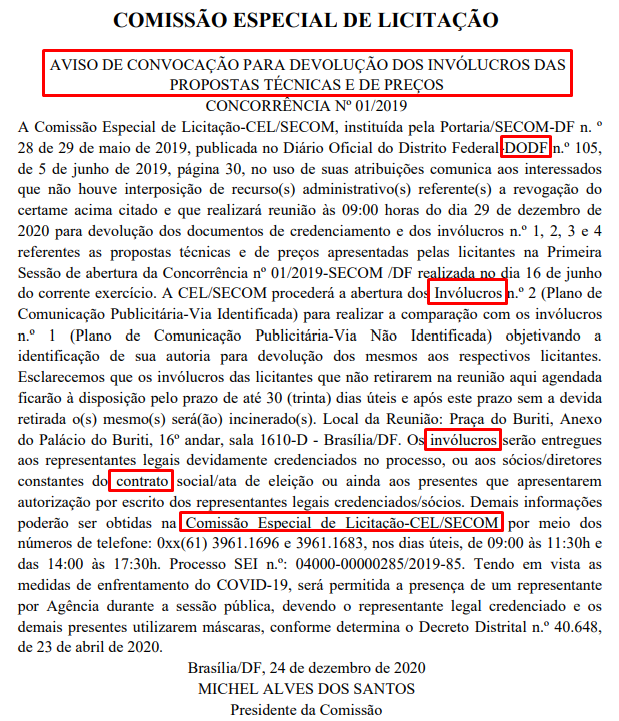 COMISSÃO ESPECIAL DE LICITAÇÃO
AVISO DE CONVOCAÇÃO PARA DEVOLUÇÃO DOS INVÓLUCROS DAS
PROPOSTAS TÉCNICAS E DE PREÇOS
CONCORRÊNCIA Nº 01/2019
A Comissão Especial de Licitação-CEL/SECOM, instituída pela Portaria/SECOM-DF n. º
28 de 29 de maio de 2019, publicada no Diário Oficial do Distrito Federal-DODF n.º 105,
de 5 de junho de 2019, página 30, no uso de suas atribuições comunica aos interessados
que não houve interposição de recurso(s) administrativo(s) referente(s) a revogação do
certame acima citado e que realizará reunião às 09:00 horas do dia 29 de dezembro de
2020 para devolução dos documentos de credenciamento e dos invólucros n.º 1, 2, 3 e 4
referentes as propostas técnicas e de preços apresentadas pelas licitantes na Primeira
Sessão de abertura da Concorrência nº 01/2019-SECOM /DF realizada no dia 16 de junho
do corrente exercício. A CEL/SECOM procederá a abertura dos Invólucros n.º 2 (Plano de
Comunicação Publicitária-Via Identificada) para realizar a comparação com os invólucros
n.º 1 (Plano de Comunicação Publicitária-Via Não Identificada) objetivando a
identificação de sua autoria para devolução dos mesmos aos respectivos licitantes.
Esclarecemos que os invólucros das licitantes que não retirarem na reunião aqui agendada
ficarão à disposição pelo prazo de até 30 (trinta) dias úteis e após este prazo sem a devida
retirada o(s) mesmo(s) será(ão) incinerado(s). Local da Reunião: Praça do Buriti, Anexo
do Palácio do Buriti, 16º andar, sala 1610-D - Brasília/DF. Os invólucros serão entregues
aos representantes legais devidamente credenciados no processo, ou aos sócios/diretores
constantes do contrato social/ata de eleição ou ainda aos presentes que apresentarem
autorização por escrito dos representantes legais credenciados/sócios. Demais informações
poderão ser obtidas na Comissão Especial de Licitação-CEL/SECOM por meio dos
números de telefone: 0xx(61) 3961.1696 e 3961.1683, nos dias úteis, de 09:00 às 11:30h e
das 14:00 às 17:30h. Processo SEI n.º: 04000-00000285/2019-85. Tendo em vista as
medidas de enfrentamento do COVID-19, será permitida a presença de um representante
por Agência durante a sessão pública, devendo o representante legal credenciado e os
demais presentes utilizarem máscaras, conforme determina o Decreto Distrital n.º 40.648,
de 23 de abril de 2020.
Brasília/DF, 24 de dezembro de 2020
MICHEL ALVES DOS SANTOS
Presidente da Comissão